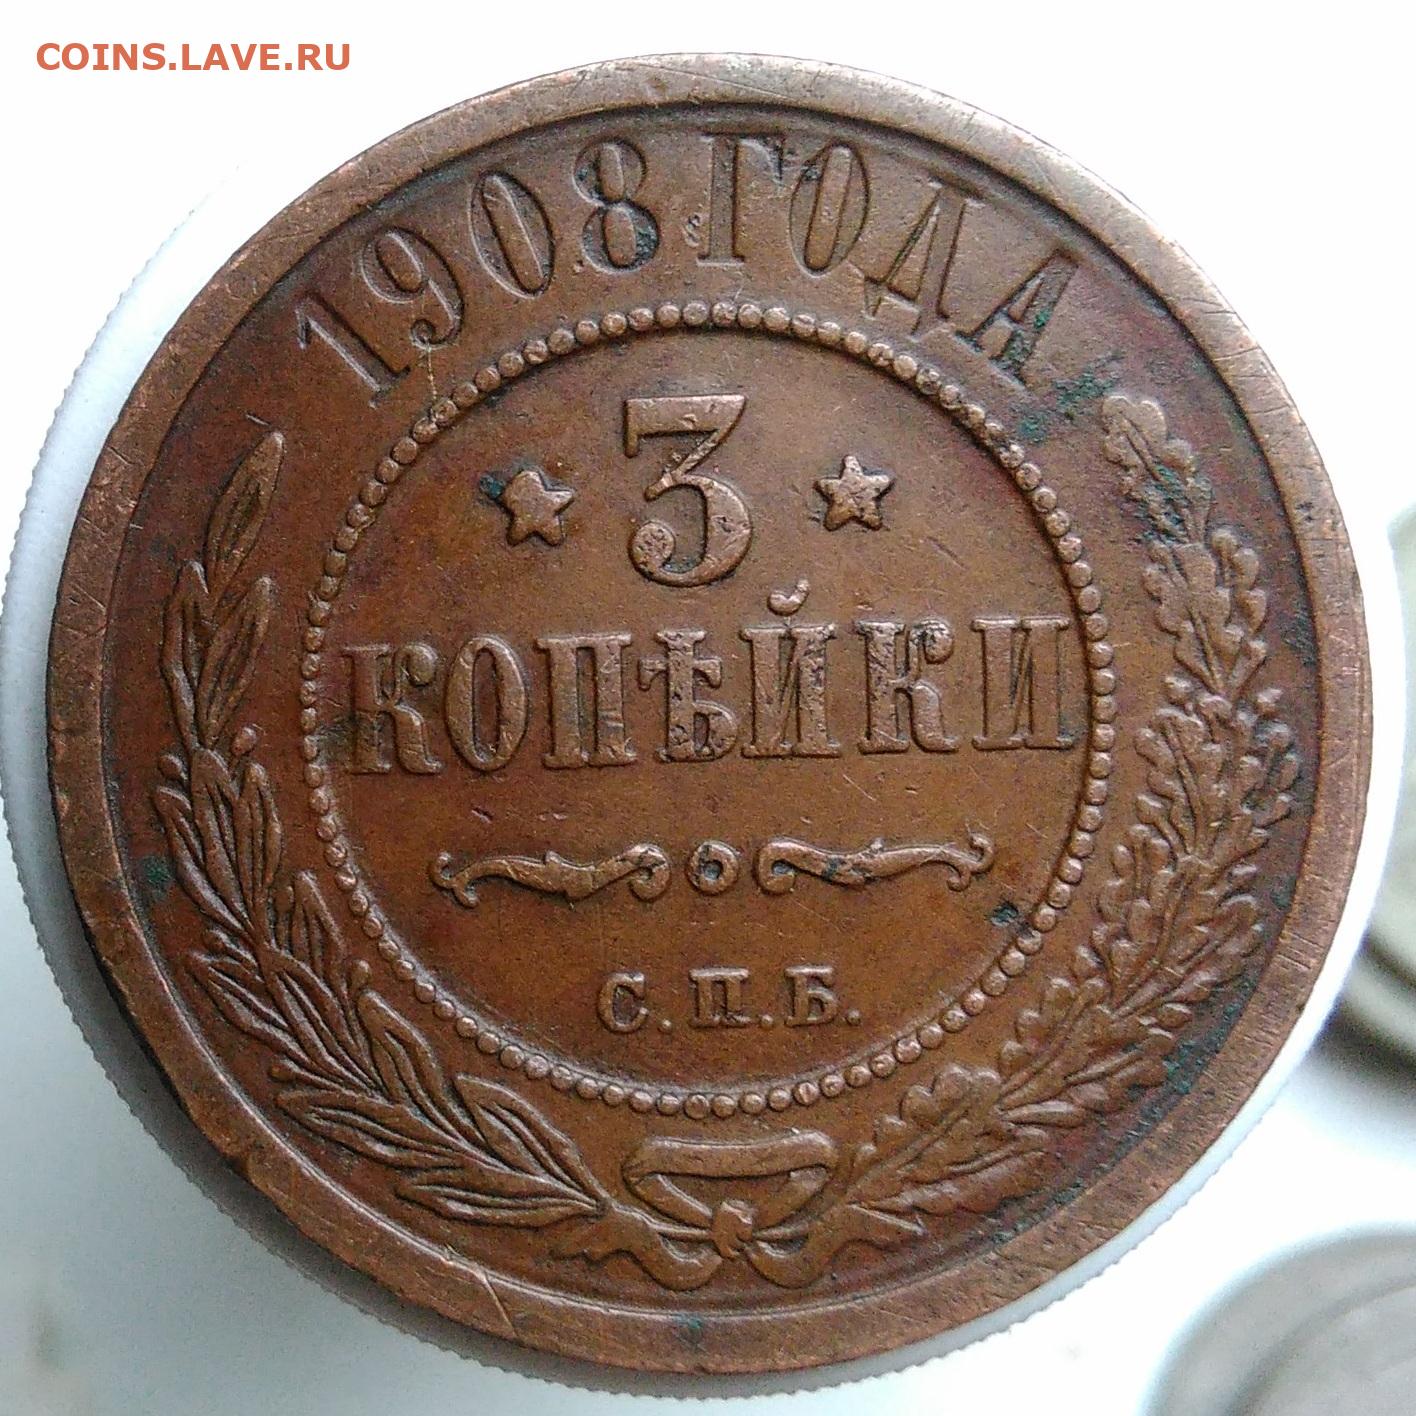 COINS.LAVE.RU
1908 ГОДА
3
КОПѢЙКИ
С.П.Б.